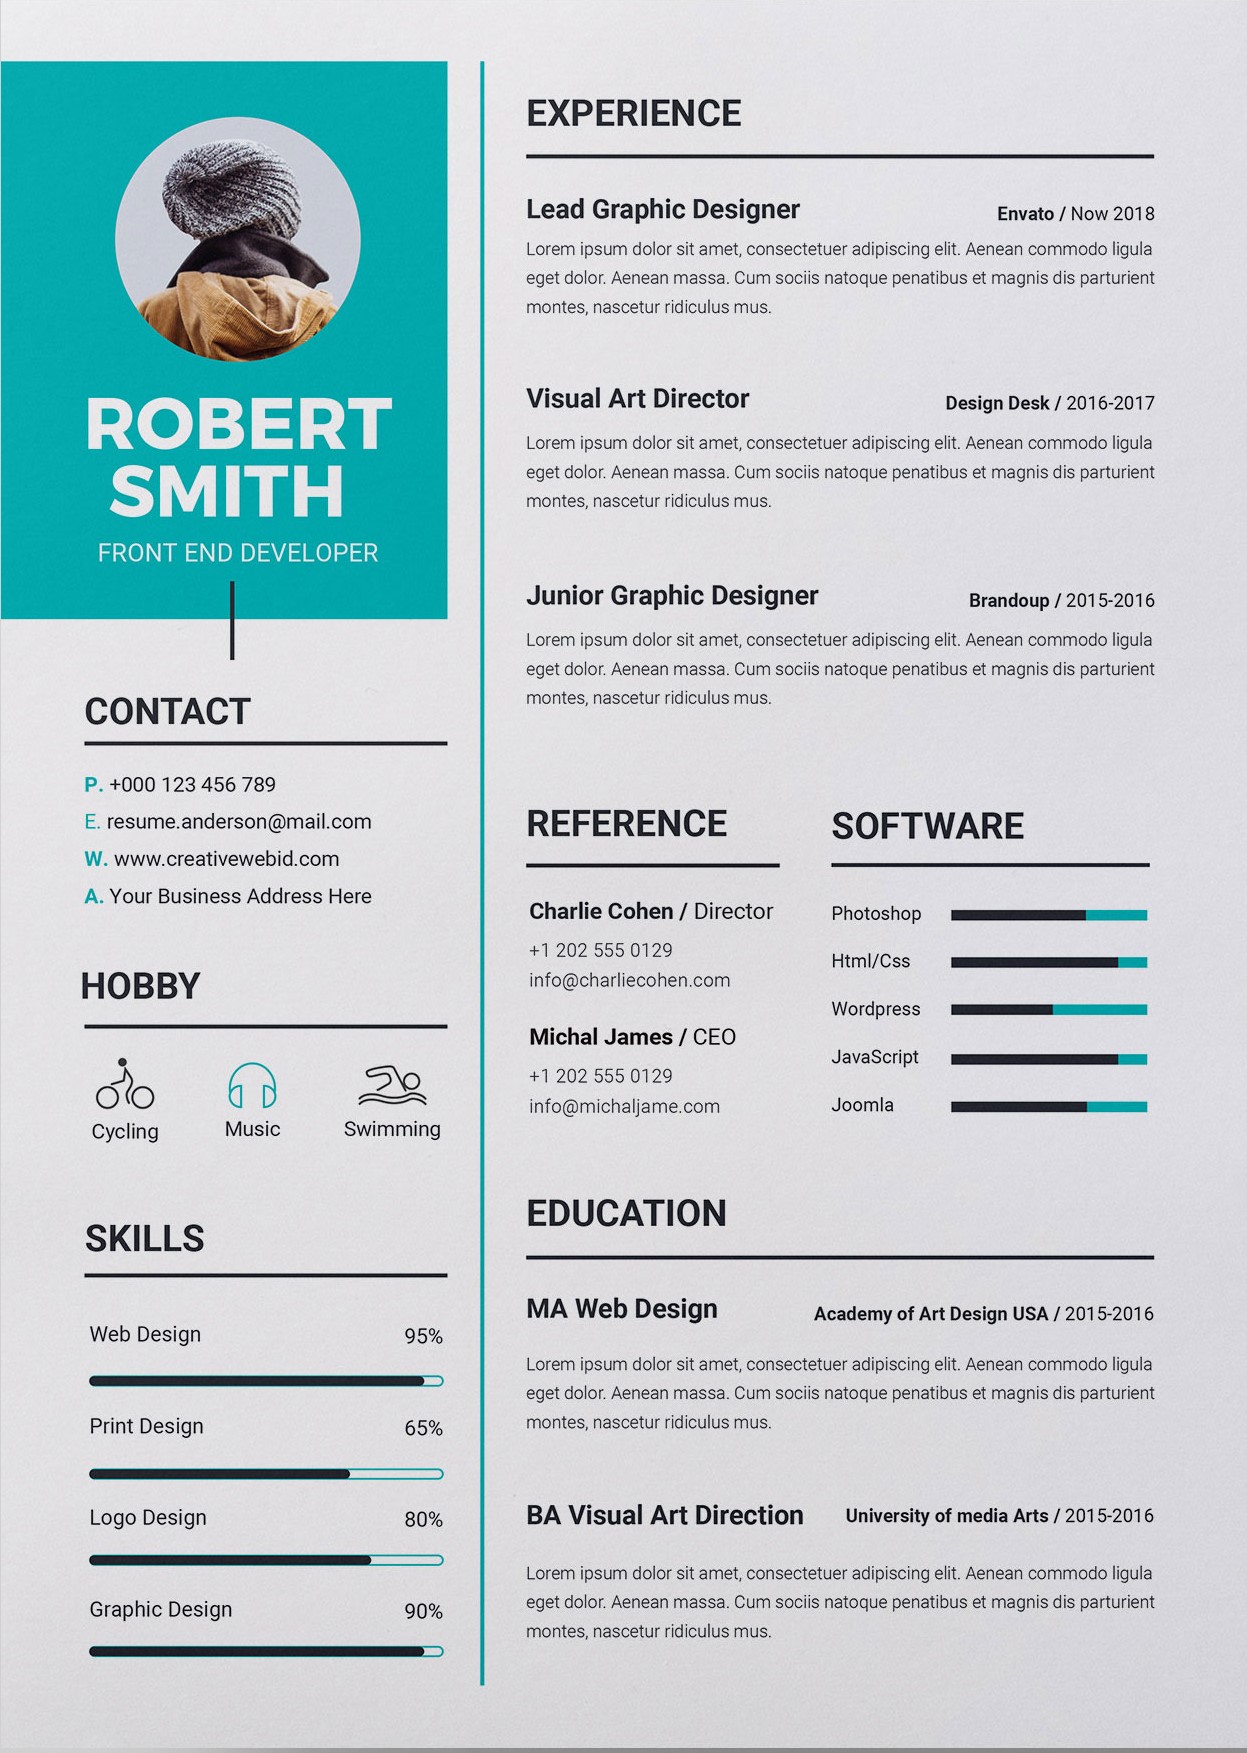 ROBERT
SMITH
FRONT END DEVELOPER
CONTACT
P. +000 123 456 789
E. resume.anderson@mail.com
W. www.creativewebid.com
A. Your Business Address Here
HOBBY
Cycling
Music
Swimming
SKILLS
Web Design 95%
Print Design 65%
Logo Design 80%
Graphic Design 90%
EXPERIENCE
Lead Graphic Designer Envato / Now 2018
Lorem ipsum dolor sit amet, consectetuer adipiscing elit. Aenean commodo ligula
eget dolor. Aenean massa. Cum sociis natoque penatibus et magnis dis parturient
montes, nascetur ridiculus mus.
Visual Art Director Design Desk / 2016-2017
Lorem ipsum dolor sit amet, consectetuer adipiscing elit. Aenean commodo ligula
eget dolor. Aenean massa. Cum sociis natoque penatibus et magnis dis parturient
montes, nascetur ridiculus mus.
Junior Graphic Designer Brandoup / 2015-2016
Lorem ipsum dolor sit amet, consectetuer adipiscing elit. Aenean commodo ligula
eget dolor. Aenean massa. Cum sociis natoque penatibus et magnis dis parturient
montes, nascetur ridiculus mus.
REFERENCE
Charlie Cohen / Director
+1 202 555 0129
info@charliecohen.com
Michal James / CEO
+1 202 555 0129
info@michaljame.com
SOFTWARE
Photoshop
Html/Css
Wordpress
JavaScript
Joomla
EDUCATION
MA Web Design Academy of Art Design USA / 2015-2016
Lorem ipsum dolor sit amet, consectetuer adipiscing elit. Aenean commodo ligula
eget dolor. Aenean massa. Cum sociis natoque penatibus et magnis dis parturient
montes, nascetur ridiculus mus.
BA Visual Art Direction University of media Arts / 2015-2016
Lorem ipsum dolor sit amet, consectetuer adipiscing elit. Aenean commodo ligula
eget dolor. Aenean massa. Cum sociis natoque penatibus et magnis dis parturient
montes, nascetur ridiculus mus.